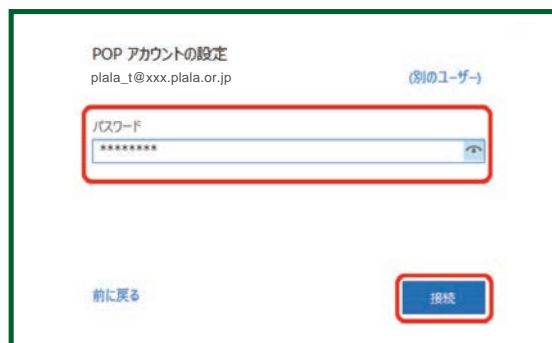 POP アカウントの設定
plala_t@xxx.plala.or.jp
(別のユーザー)
パスワード
********
前に戻る
接続